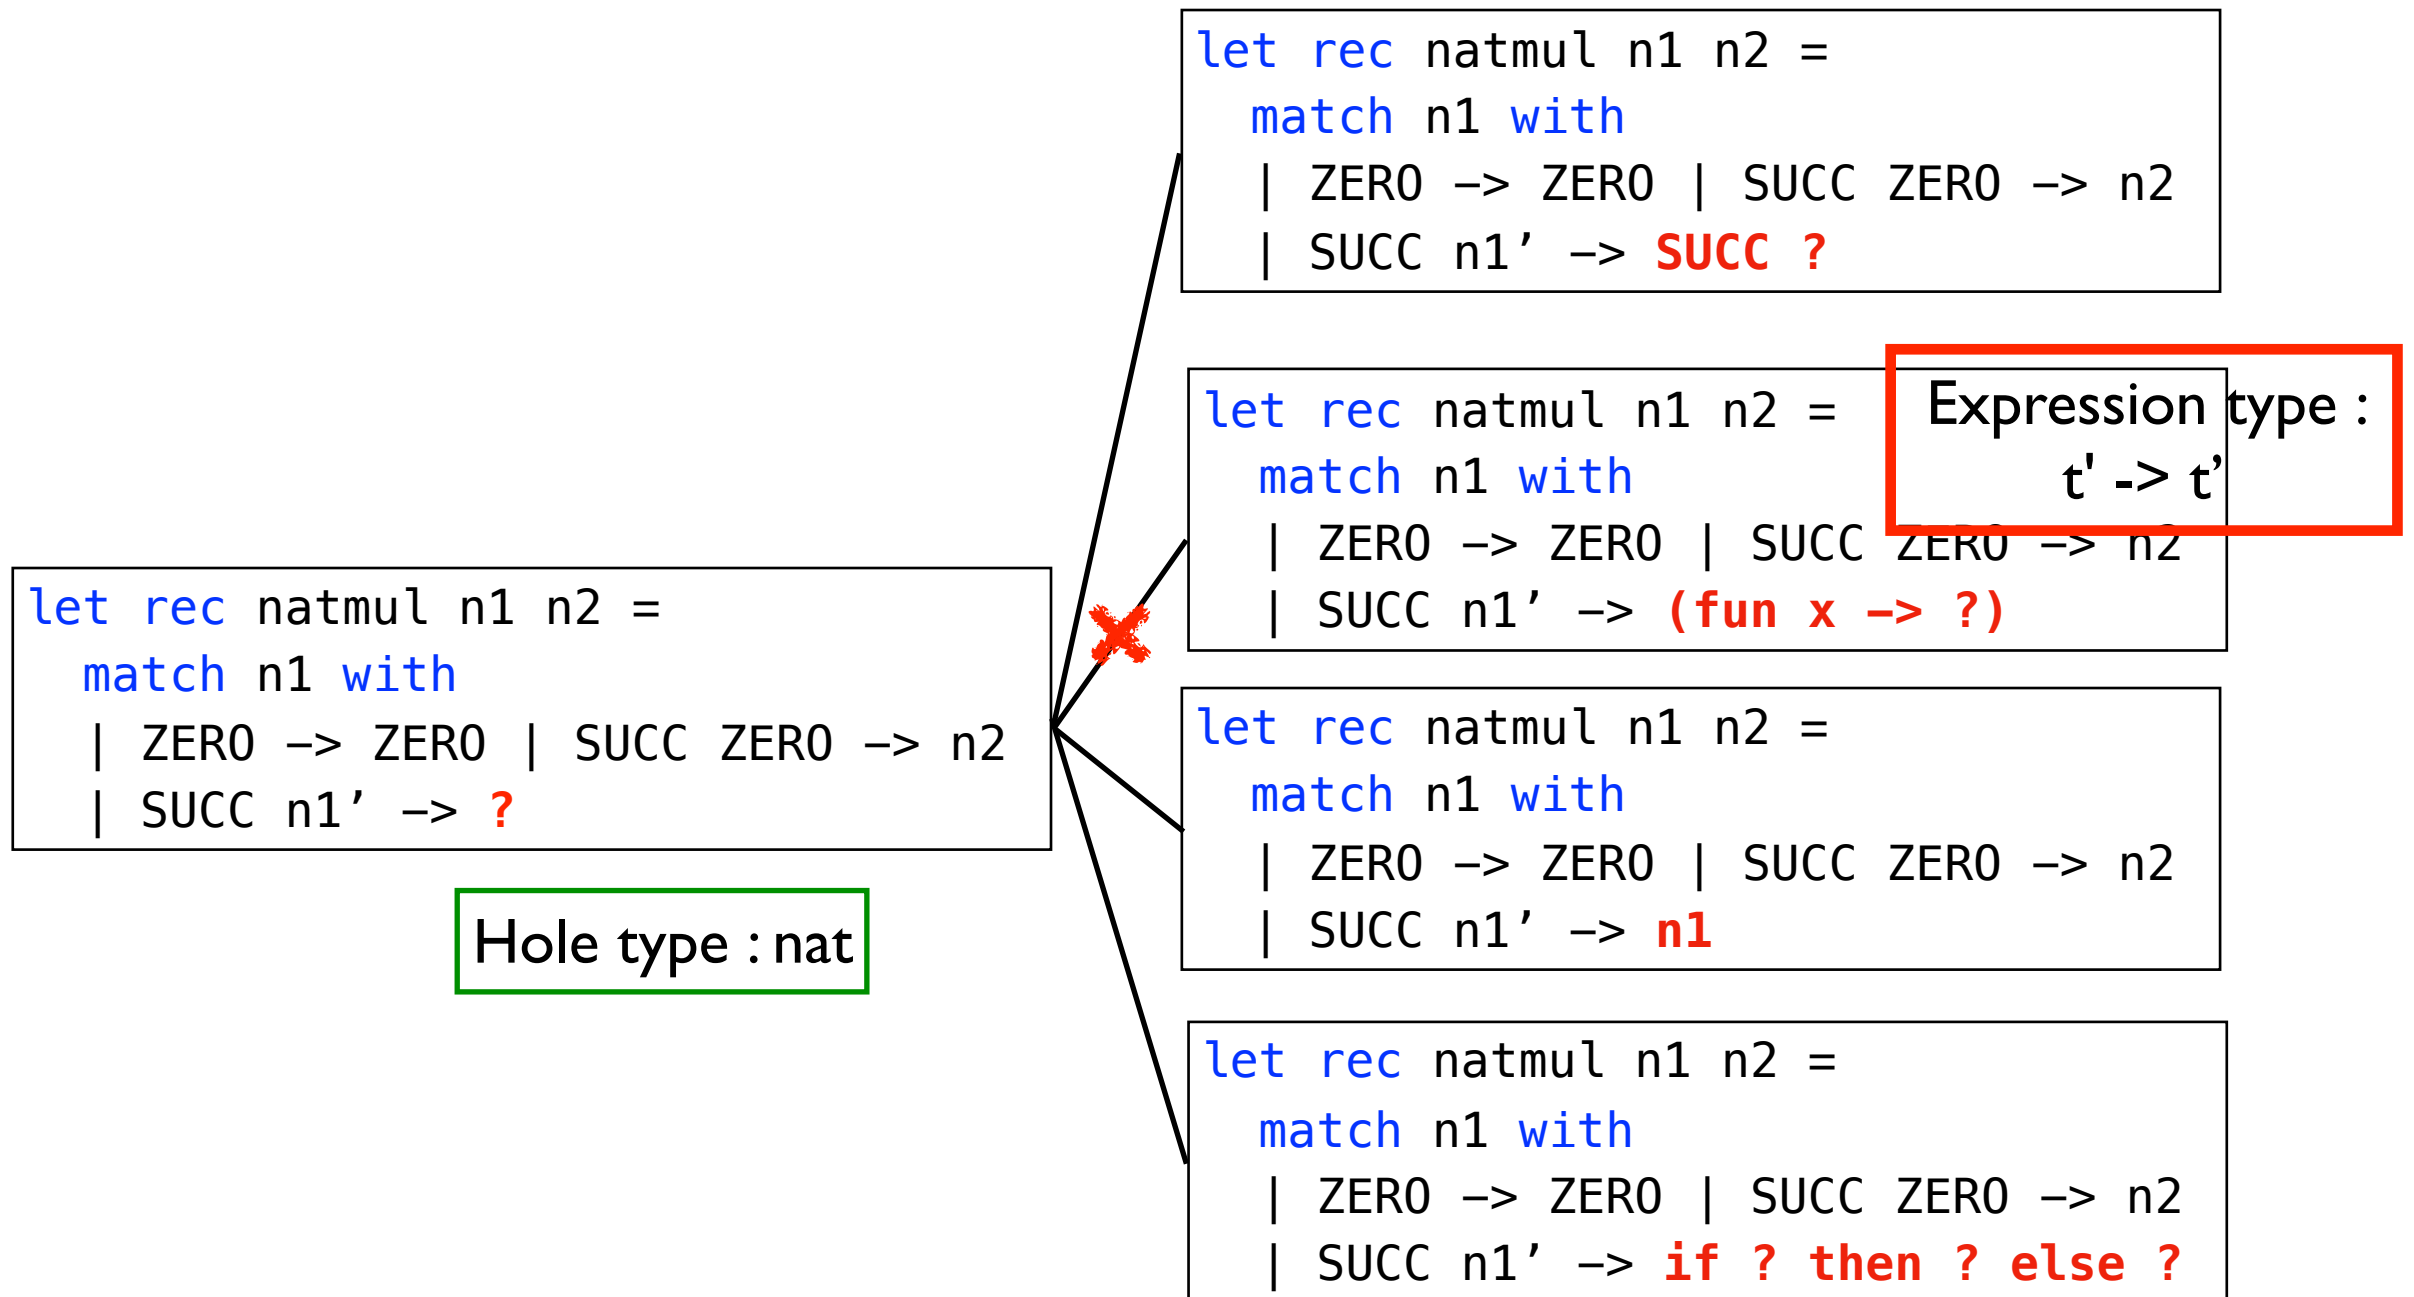 let rec natmul n1 n2 =
match n1 with
| ZERO –> ZERO | SUCC ZERO –> n2
| SUCC n1’ –> ?
Hole type : nat
let rec natmul n1 n2 =
match n1 with
| ZERO –> ZERO | SUCC ZERO –> n2
| SUCC n1’ –> SUCC ?
let rec natmul n1 n2 =
match n1 with
| ZERO –> ZERO | SUCC ZERO –> n2
| SUCC n1’ –> (fun x –> ?)
Expression type :
t' -> t’
let rec natmul n1 n2 =
match n1 with
| ZERO –> ZERO | SUCC ZERO –> n2
| SUCC n1’ –> n1
let rec natmul n1 n2 =
match n1 with
| ZERO –> ZERO | SUCC ZERO –> n2
| SUCC n1’ –> if ? then ? else ?